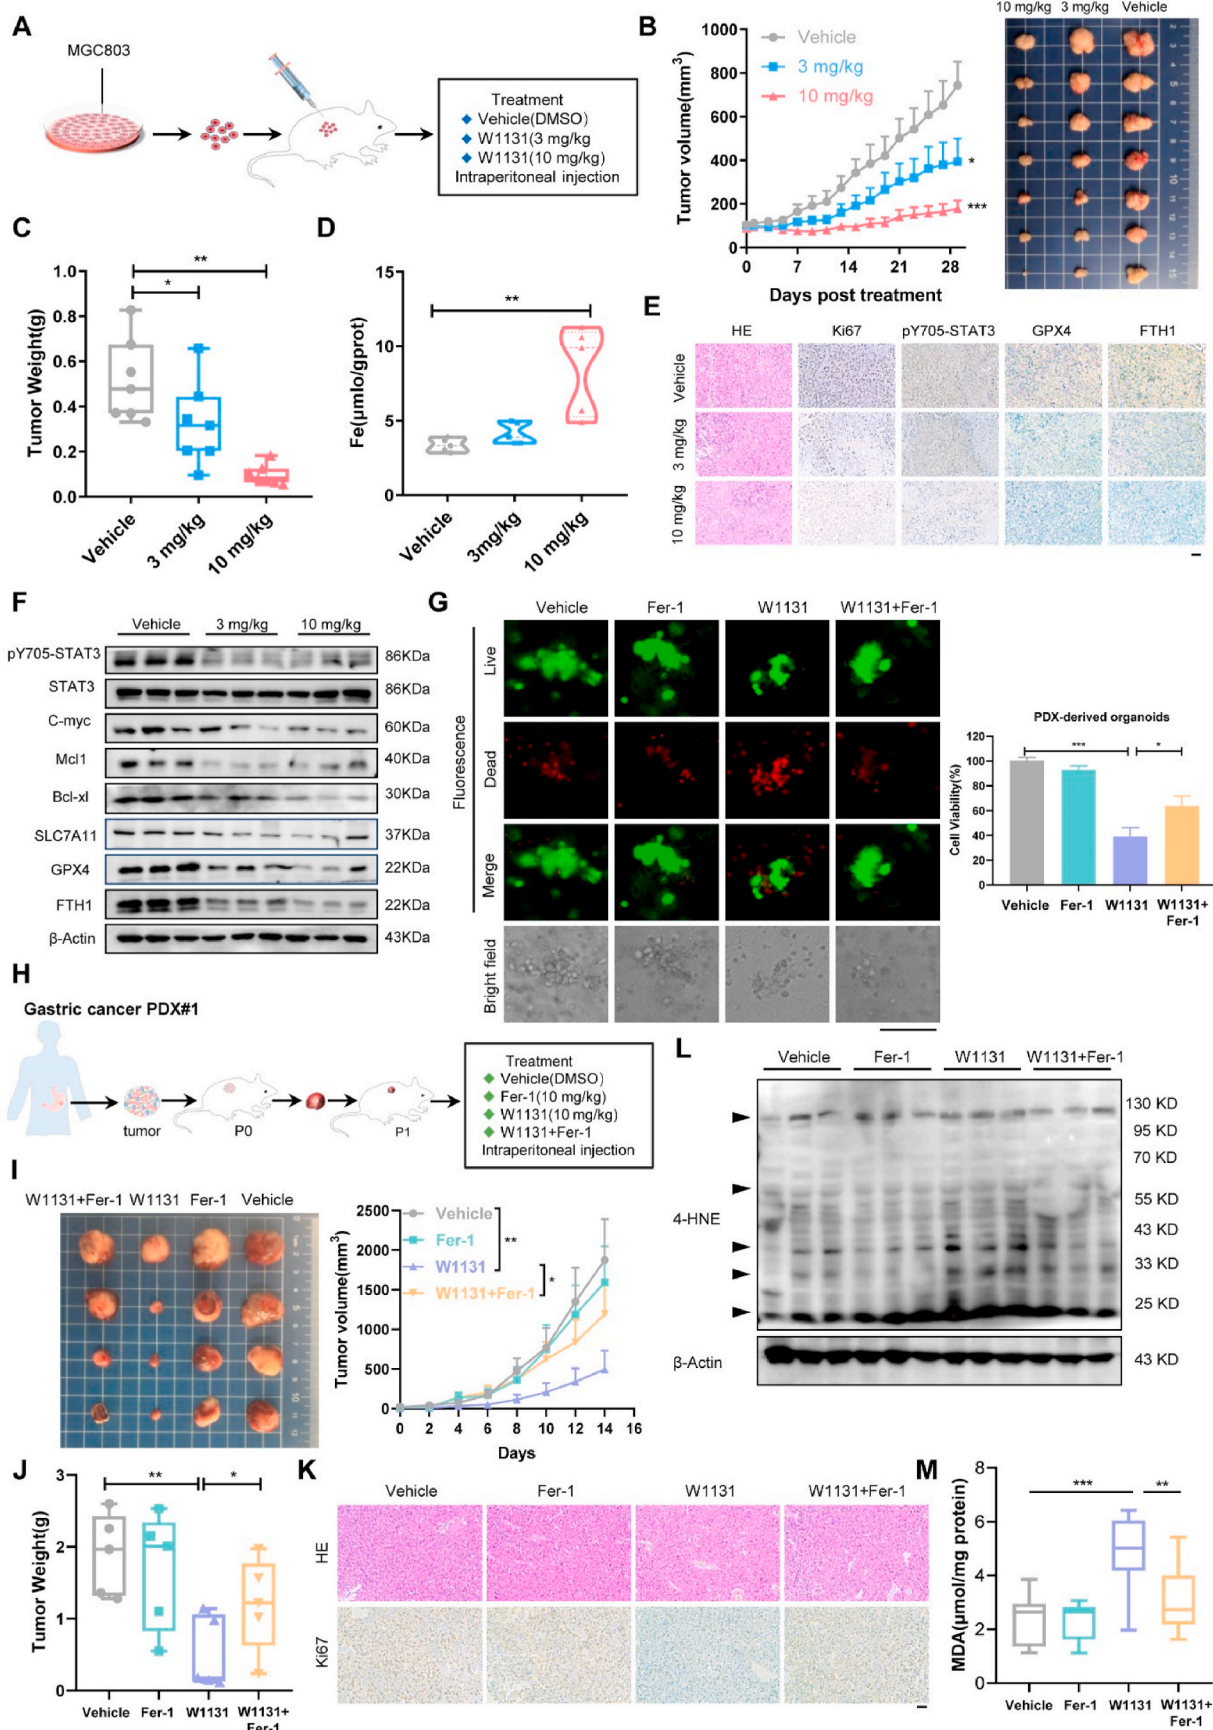 A
MGC803
Treatment
Vehicle(DMSO)
W1131(3 mg/kg
W1131(10 mg/kg)
Intraperitoneal injection
B
Tumor volume(mm3)
1000
800
600
400
200
0
0 7 14 21 28
Days post treatment
Vehicle
3 mg/kg
10 mg/kg
*
***
10 mg/kg 3 mg/kg Vehicle
C
Tumor Weight(g)
1.0
0.8
0.6
0.4
0.2
0.0
**
*
Vehicle
3 mg/kg
10 mg/kg
D
Fe(μmlo/gprot)
15
10
5
0
**
Vehicle
3mg/kg
10 mg/kg
E
HE Ki67 pY705-STAT3 GPX4 FTH1
Vehicle
3 mg/kg
10 mg/kg
F
Vehicle 3 mg/kg 10 mg/kg
pY705-STAT3 86KDa
STAT3 86KDa
C-myc 60KDa
Mcl1 40KDa
Bcl-xl 30KDa
SLC7A11 37KDa
GPX4 22KDa
FTH1 22KDa
β-Actin 43KDa
G
Vehicle Fer-1 W1131 W1131+Fer-1
Fluorescence
Live
Dead
Merge
Bright field
PDX-derived organoids
Cell Viability(%)
120
100
80
60
40
20
0
***
*
Vehicle Fer-1 W1131 W1131+
Fer-1
H
Gastric cancer PDX#1
tumor
P0
P1
Treatment
Vehicle(DMSO)
Fer-1(10 mg/kg)
W1131(10 mg/kg)
W1131+Fer-1
Intraperitoneal injection
I
W1131+Fer-1 W1131 Fer-1 Vehicle
Tumor volume(mm3)
2500
2000
1500
1000
500
0
0 2 4 6 8 10 12 14 16
Days
Vehicle
Fer-1
W1131
W1131+Fer-1
**
*
J
Tumor Weight(g)
3
2
1
0
**
*
Vehicle Fer-1 W1131 W1131+
Fer-1
K
Vehicle Fer-1 W1131 W1131+Fer-1
HE
Ki67
L
Vehicle Fer-1 W1131 W1131+Fer-1
4-HNE
130 KD
95 KD
70 KD
55 KD
43 KD
33 KD
25 KD
β-Actin 43 KD
M
MDA(μmol/mg protein)
8
6
4
2
0
***
**
Vehicle Fer-1 W1131 W1131+
Fer-1